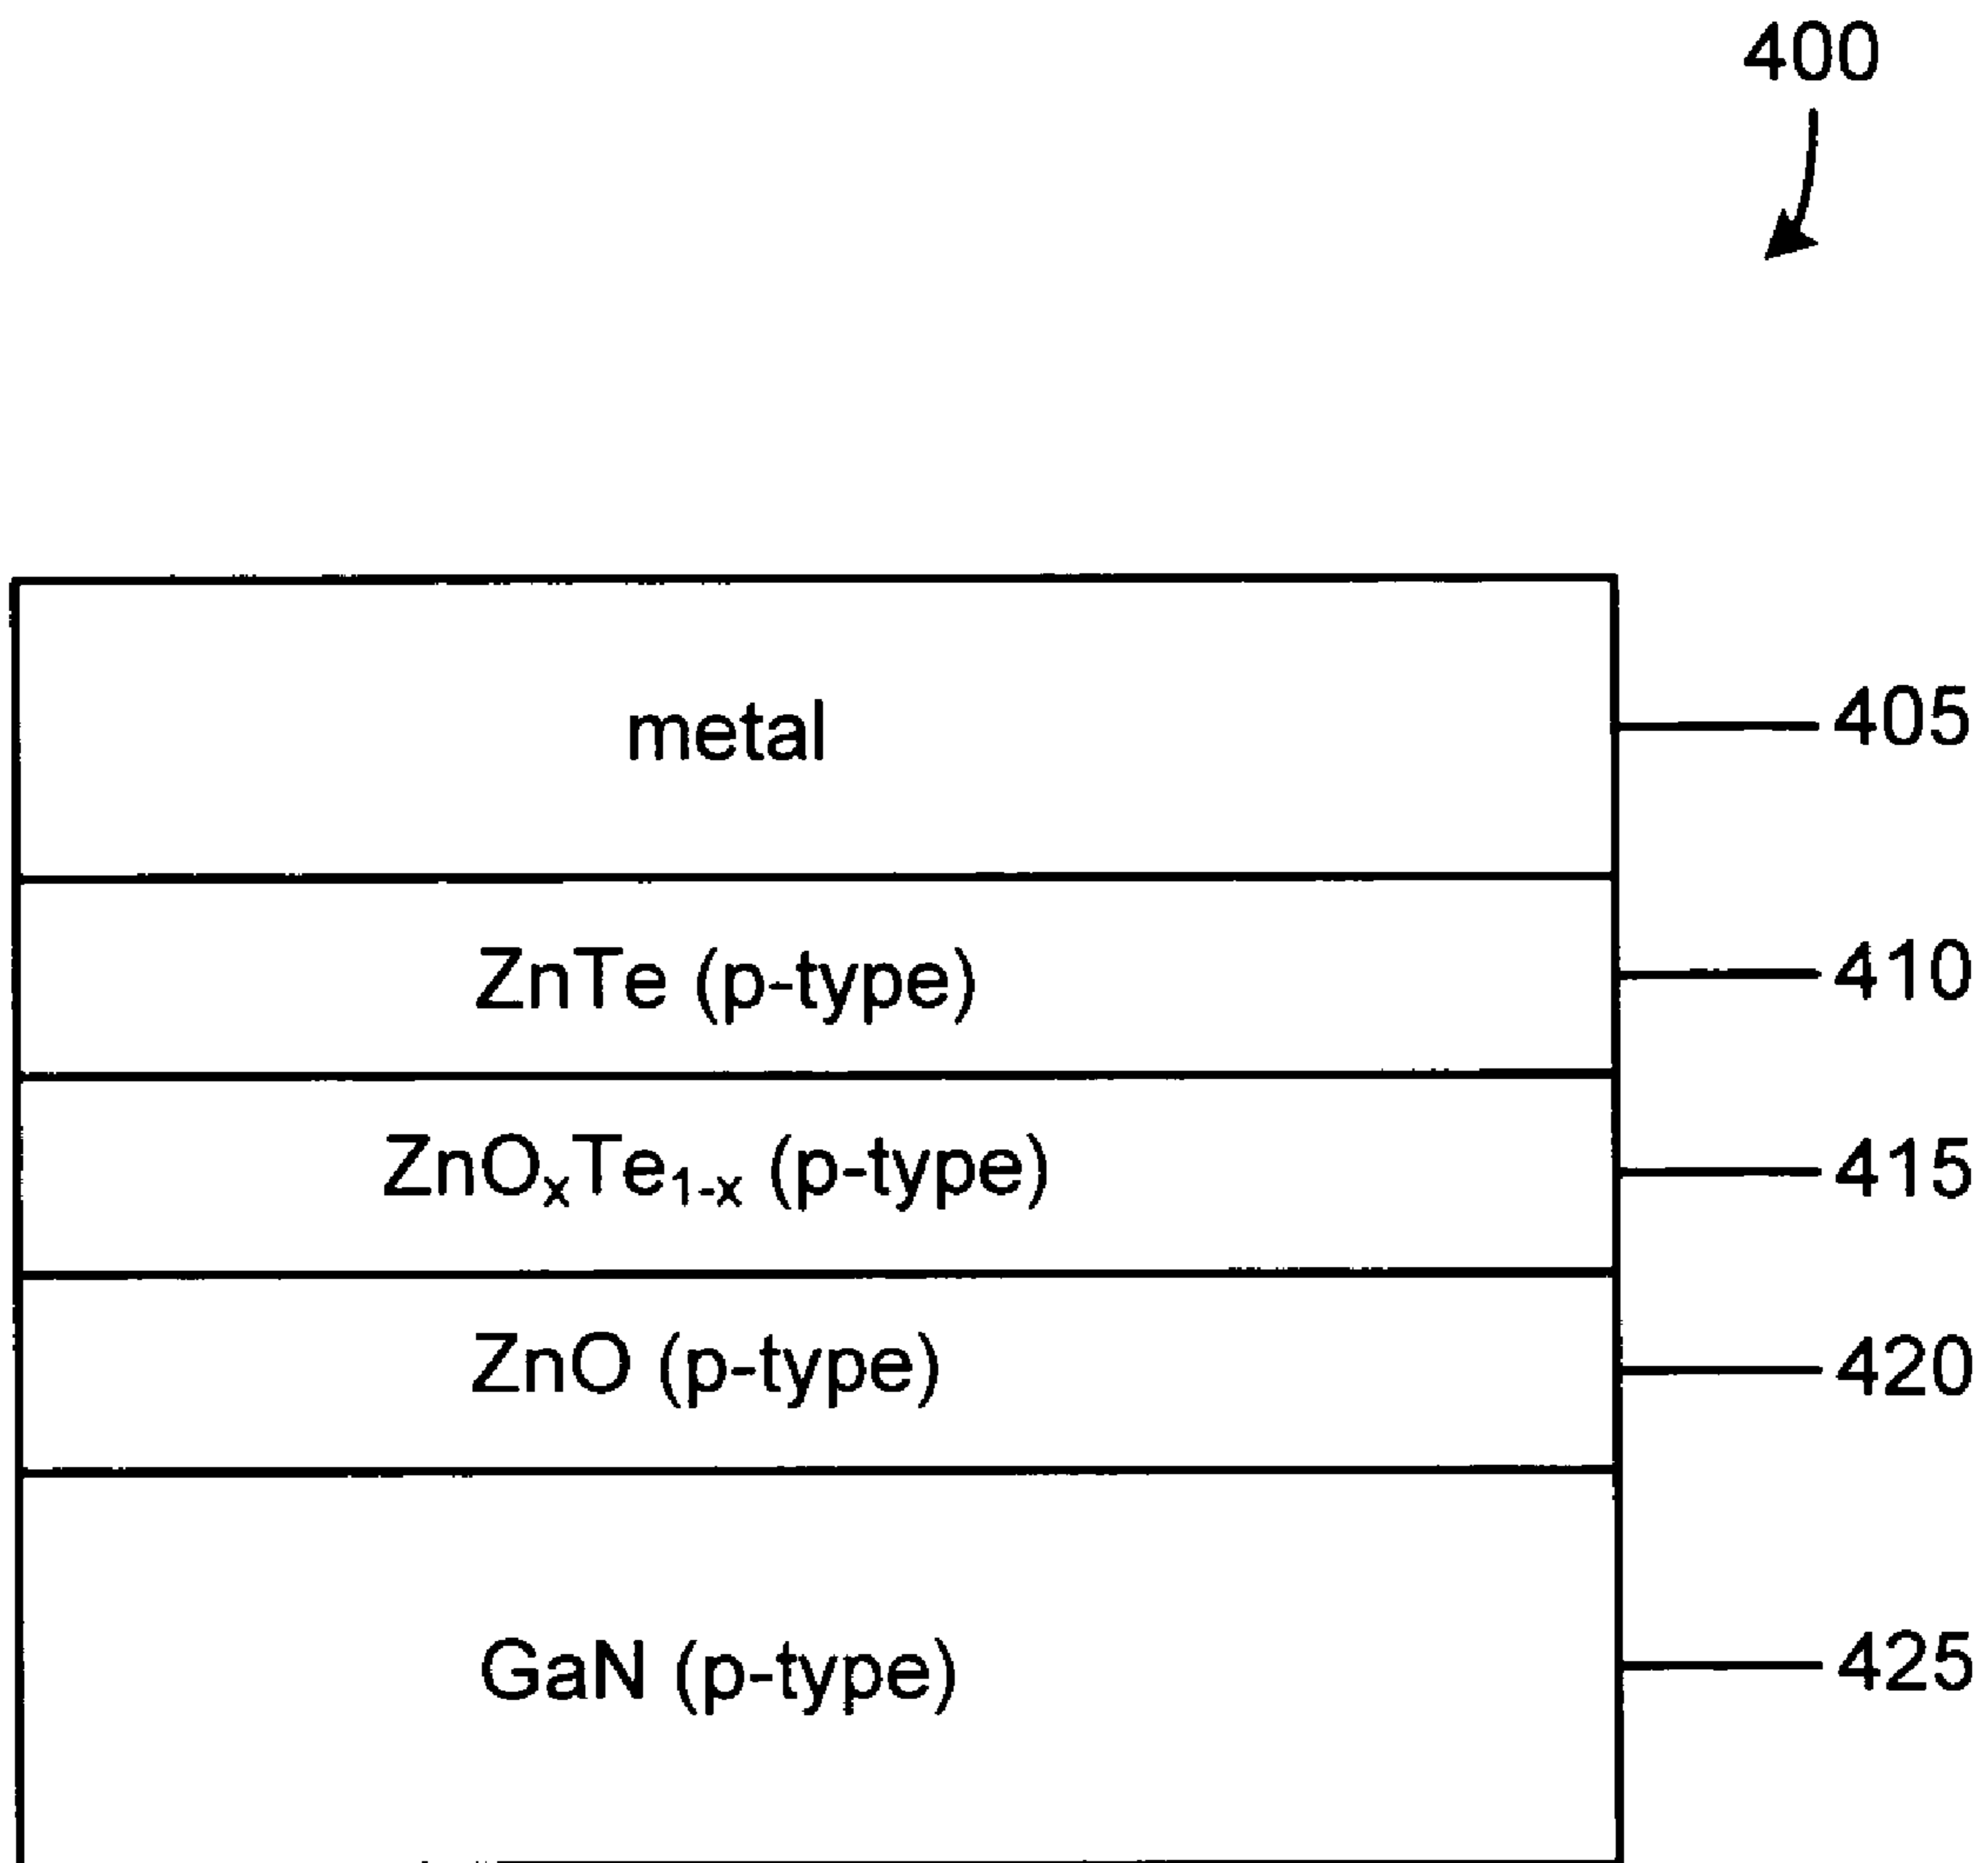 400
metal 405
ZnTe (p-type) 410
ZnOₓTe₁₋ₓ (p-type) 415
ZnO (p-type) 420
GaN (p-type) 425